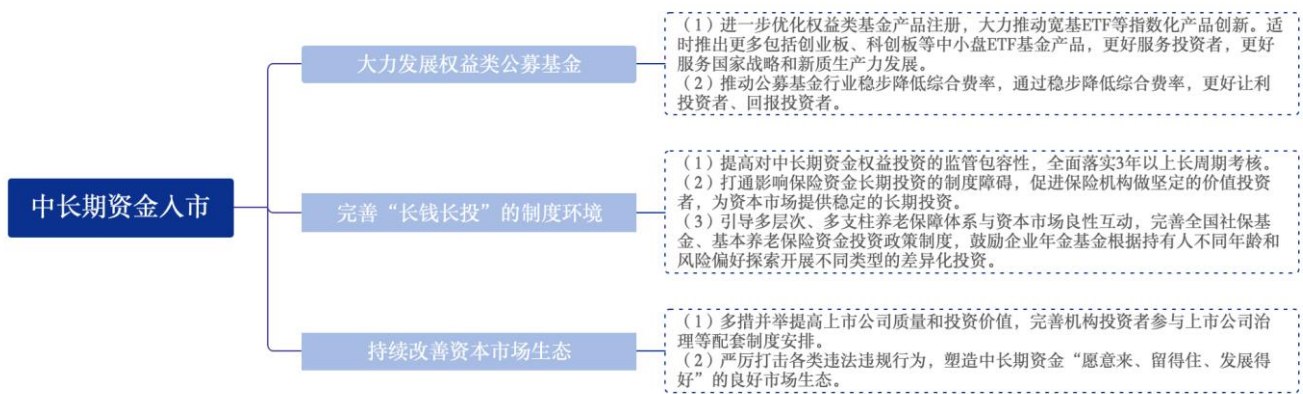 中长期资金入市
大力发展权益类公募基金
（1）进一步优化权益类基金产品注册，大力推动宽基ETF等指数化产品创新。适
时推出更多包括创业板、科创板等中小盘ETF基金产品，更好服务投资者，更好
服务国家战略和新质生产力发展。
（2）推动公募基金行业稳步降低综合费率，通过稳步降低综合费率，更好让利
投资者、回报投资者。
完善“长钱长投”的制度环境
（1）提高对中长期资金权益投资的监管包容性，全面落实3年以上长周期考核。
（2）打通影响保险资金长期投资的制度障碍，促进保险机构做坚定的价值投资
者，为资本市场提供稳定的长期投资。
（3）引导多层次、多支柱养老保障体系与资本市场良性互动，完善全国社保基
金、基本养老保险资金投资政策制度，鼓励企业年金基金根据持有人不同年龄和
风险偏好探索开展不同类型的差异化投资。
持续改善资本市场生态
（1）多措并举提高上市公司质量和投资价值，完善机构投资者参与上市公司治
理等配套制度安排。
（2）严厉打击各类违法违规行为，塑造中长期资金“愿意来、留得住、发展得
好”的良好市场生态。